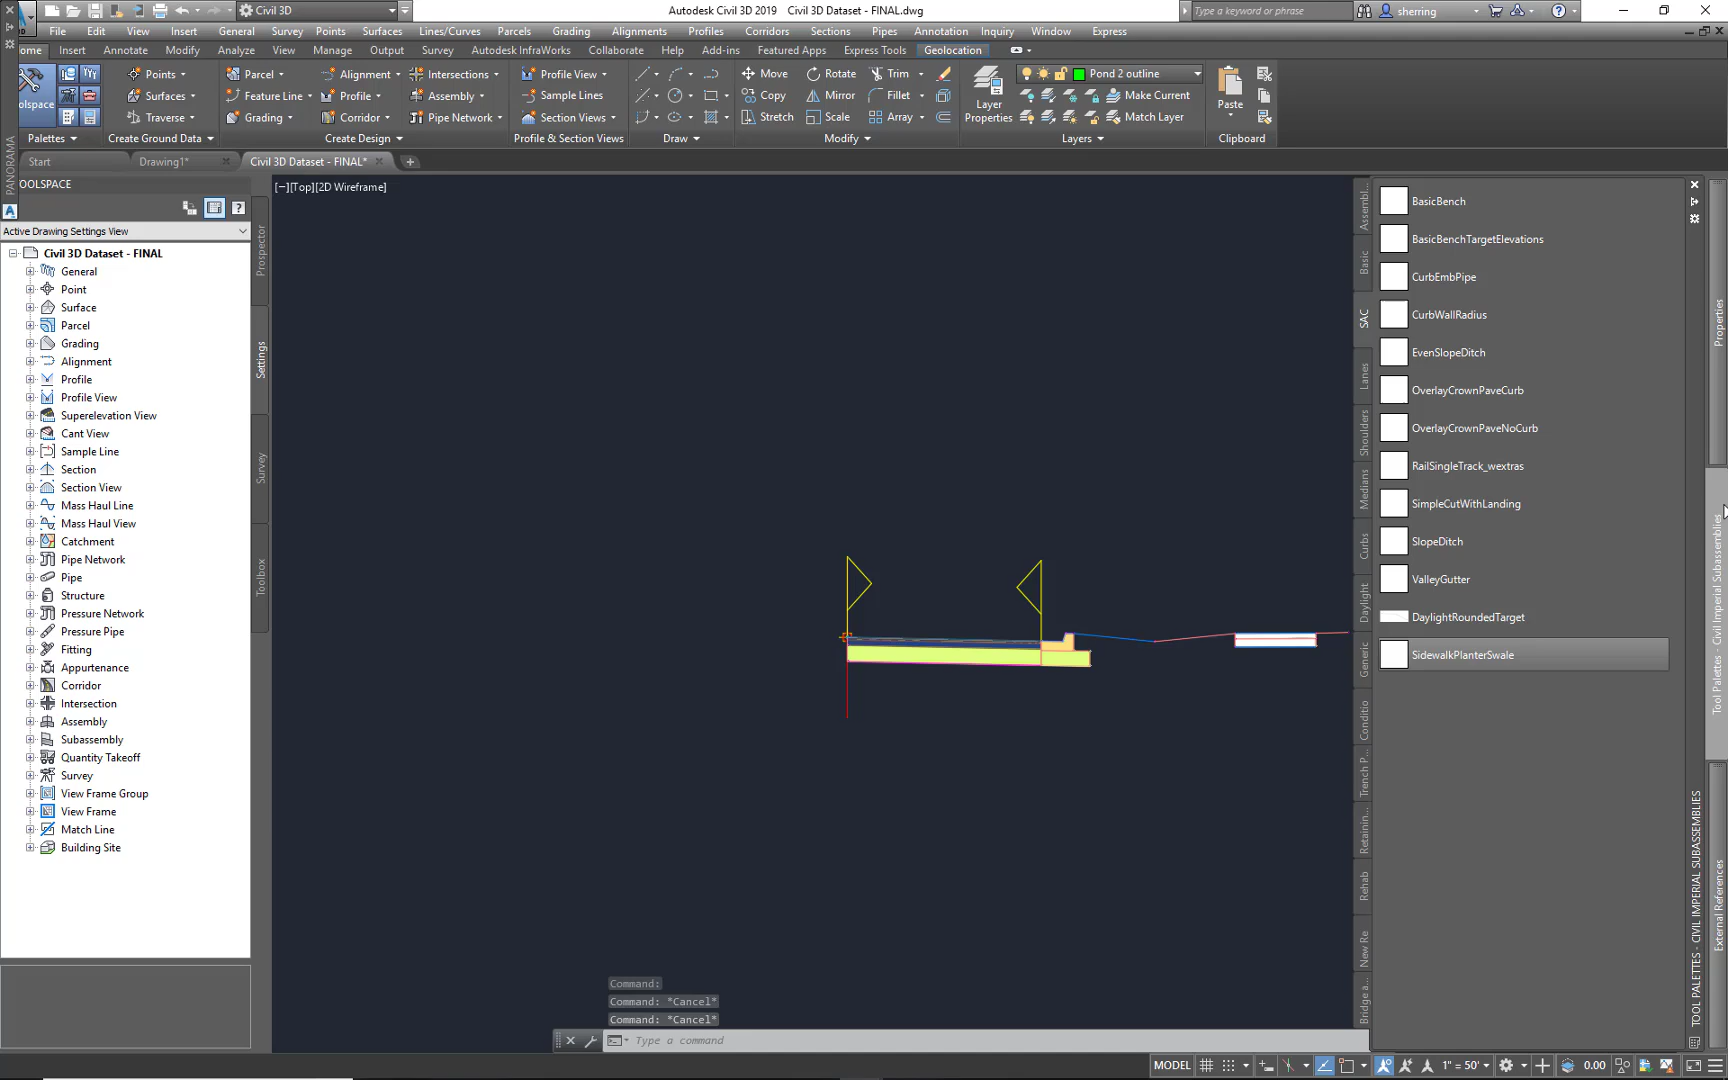 Civil 3D
Autodesk Civil 3D 2019 Civil 3D Dataset - FINAL.dwg
Type a keyword or phrase
sherring
File Edit View Insert General Survey Points Surfaces Lines/Curves Parcels Grading Alignments Profiles Corridors Sections Pipes Annotation Inquiry Window Express
ome Insert Annotate Modify Analyze View Manage Output Survey Autodesk InfraWorks Collaborate Help Add-ins Featured Apps Express Tools Geolocation
oolspace
Palettes
Points
Surfaces
Traverse
Create Ground Data
Parcel
Feature Line
Grading
Alignment
Profile
Corridor
Intersections
Assembly
Pipe Network
Create Design
Profile View
Sample Lines
Section Views
Profile & Section Views
Draw
Move
Copy
Stretch
Rotate
Mirror
Scale
Trim
Fillet
Array
Modify
Layer
Properties
Pond 2 outline
Make Current
Match Layer
Layers
Paste
Clipboard
PANORAMA
Start
Drawing1*
Civil 3D Dataset - FINAL*
OOLSPACE
Active Drawing Settings View
Civil 3D Dataset - FINAL
General
Point
Surface
Parcel
Grading
Alignment
Profile
Profile View
Superelevation View
Cant View
Sample Line
Section
Section View
Mass Haul Line
Mass Haul View
Catchment
Pipe Network
Pipe
Structure
Pressure Network
Pressure Pipe
Fitting
Appurtenance
Corridor
Intersection
Assembly
Subassembly
Quantity Takeoff
Survey
View Frame Group
View Frame
Match Line
Building Site
Prospector
Settings
Survey
Toolbox
[−][Top][2D Wireframe]
Command:
Command: *Cancel*
Command: *Cancel*
Type a command
Assembl...
Basic
SAC
Lanes
Shoulders
Medians
Curbs
Daylight
Generic
Conditio
Trench P...
Retainin...
Rehab
New Re
Bridge a...
BasicBench
BasicBenchTargetElevations
CurbEmbPipe
CurbWallRadius
EvenSlopeDitch
OverlayCrownPaveCurb
OverlayCrownPaveNoCurb
RailSingleTrack_wextras
SimpleCutWithLanding
SlopeDitch
ValleyGutter
DaylightRoundedTarget
SidewalkPlanterSwale
TOOL PALETTES - CIVIL IMPERIAL SUBASSEMBLIES
Properties
Tool Palettes - Civil Imperial Subassemblies
External References
MODEL
1" = 50'
0.00